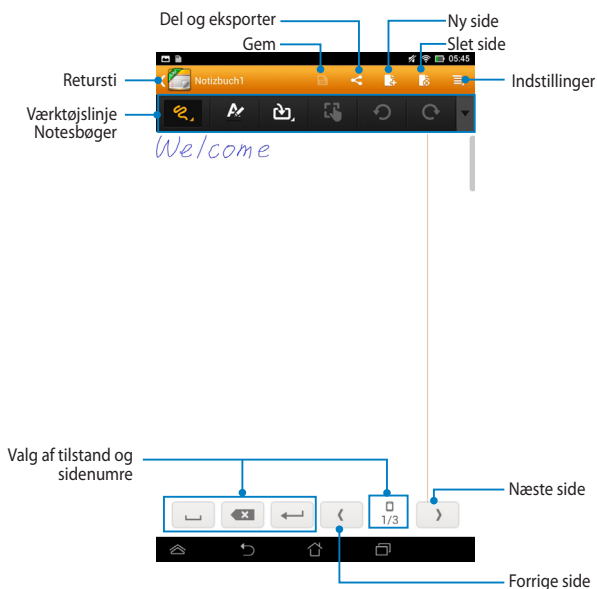 Del og eksporter
Ny side
Gem
Slet side
05:45
Retursti
Notizbuch1
Indstillinger
Værktøjslinje
Notesbøger
A
Welcome
Valg af tilstand og
sidenumre
Næste side
1/3
Forrige side